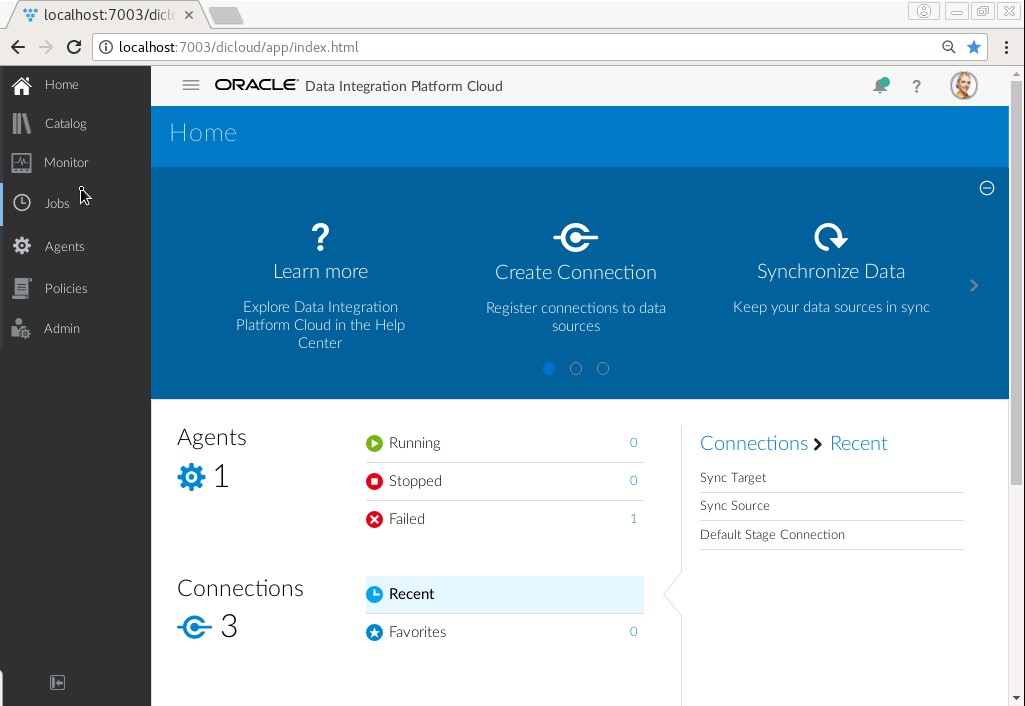 localhost:7003/diclo
localhost:7003/dicloud/app/index.html
Home
Catalog
Monitor
Jobs
Agents
Policies
Admin
ORACLE Data Integration Platform Cloud
?
Home
?
Learn more
Explore Data Integration
Platform Cloud in the Help
Center
Create Connection
Register connections to data
sources
Synchronize Data
Keep your data sources in sync
Agents
1
Running 0
Stopped 0
Failed 1
Connections
3
Recent
Favorites 0
Connections > Recent
Sync Target
Sync Source
Default Stage Connection